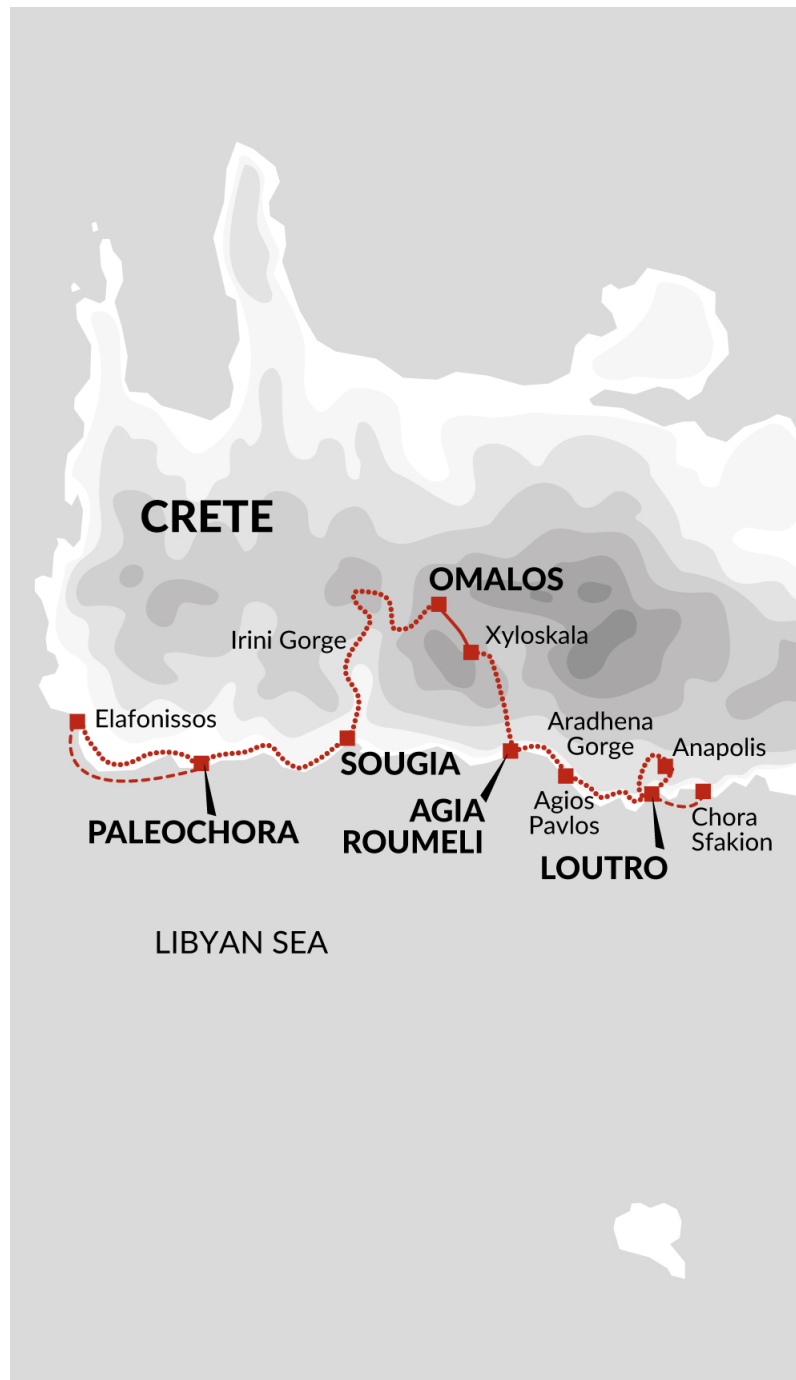 CRETE
OMALOS
Irini Gorge
Xyloskala
Elafonissos
Aradhena
Gorge
Anapolis
SOUGIA
AGIA
ROUMELI
Agios
Pavlos
Chora
Sfakion
PALEOCHORA
LOUTRO
LIBYAN SEA